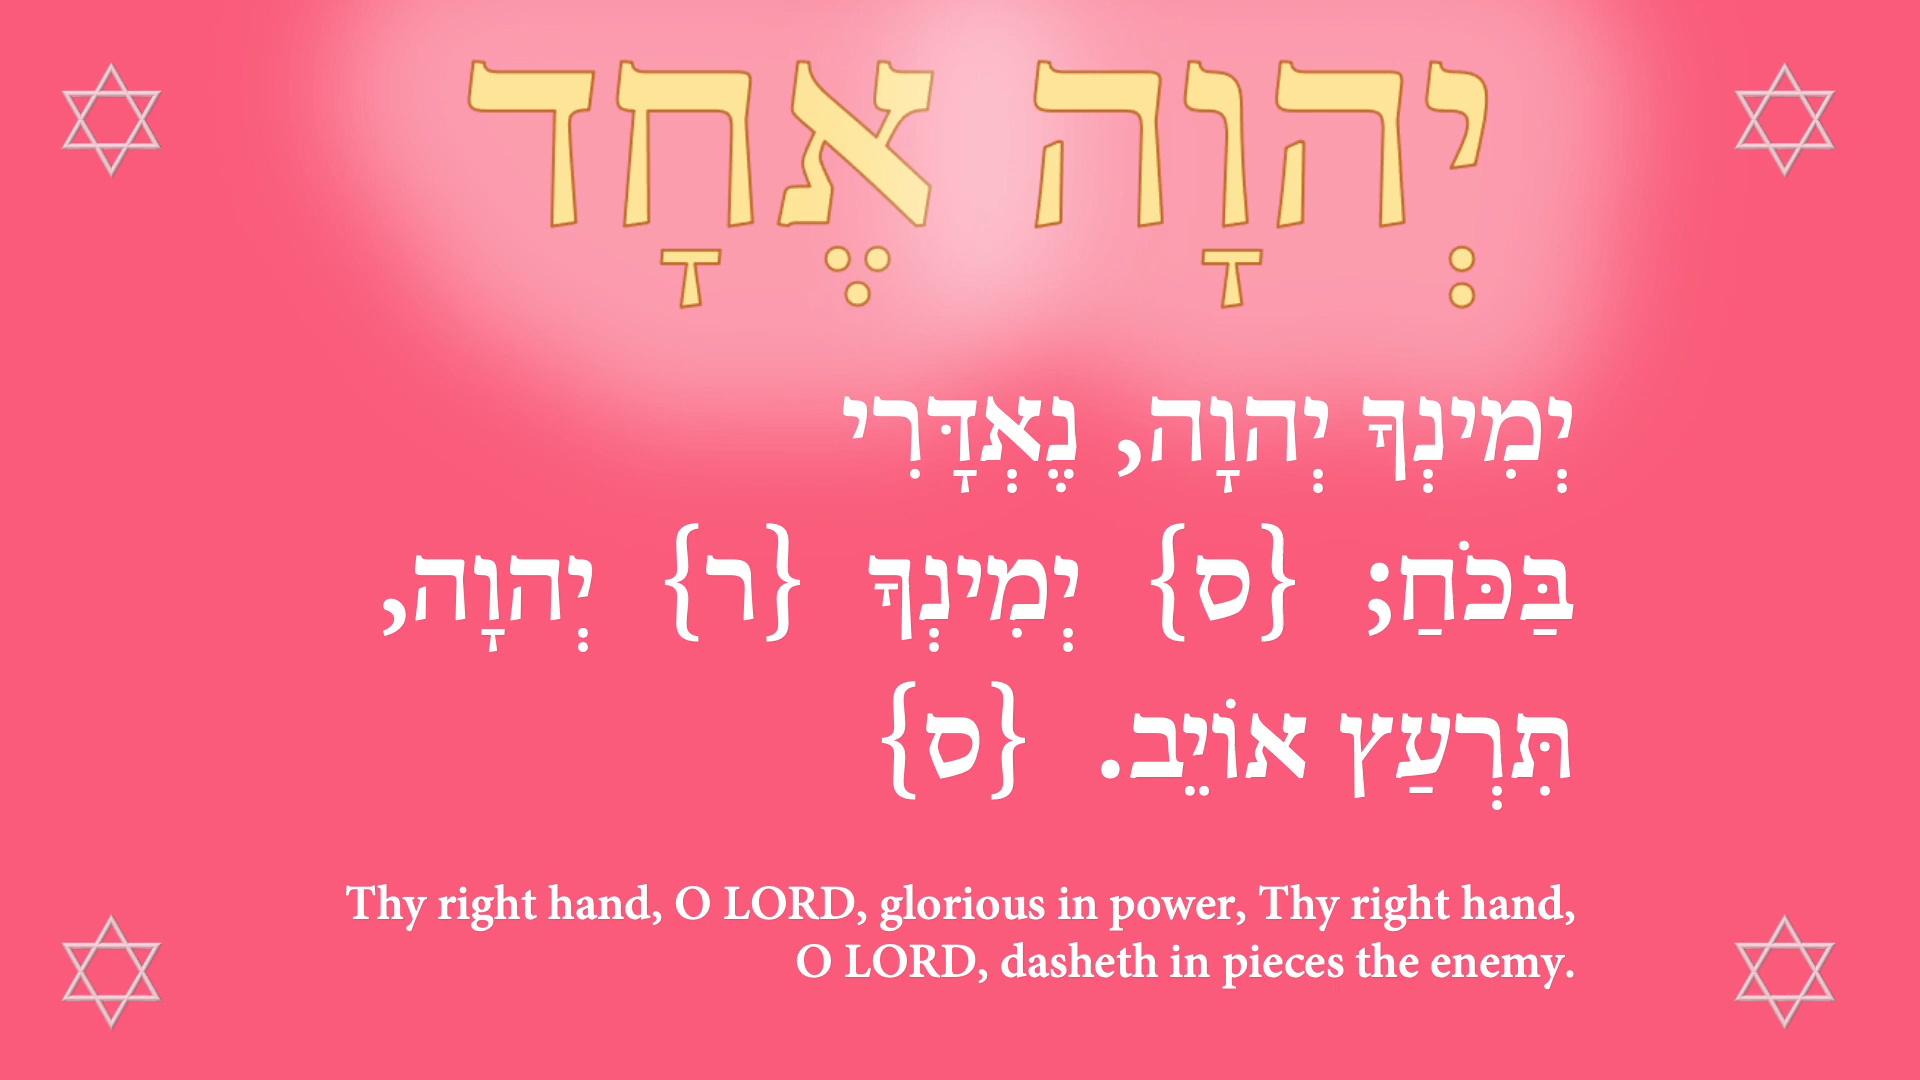 יְהוָה אֶחָד
יְמִינְךָ יְהוָה, נֶאְדָּרִי
בַּכֹּחַ; {ס} יְמִינְךָ {ר} יְהוָה,
תִּרְעַץ אוֹיֵב. {ס}
Thy right hand, O LORD, glorious in power, Thy right hand,
O LORD, dasheth in pieces the enemy.